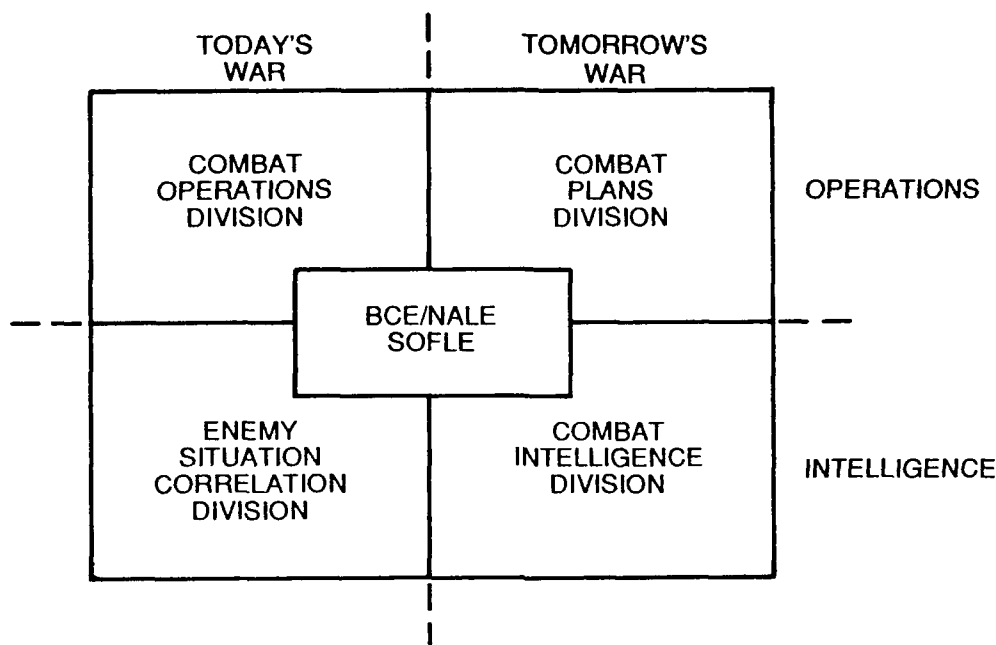 TODAY'S
WAR
TOMORROW'S
WAR
COMBAT
OPERATIONS
DIVISION
COMBAT
PLANS
DIVISION
OPERATIONS
BCE/NALE
SOFLE
ENEMY
SITUATION
CORRELATION
DIVISION
COMBAT
INTELLIGENCE
DIVISION
INTELLIGENCE